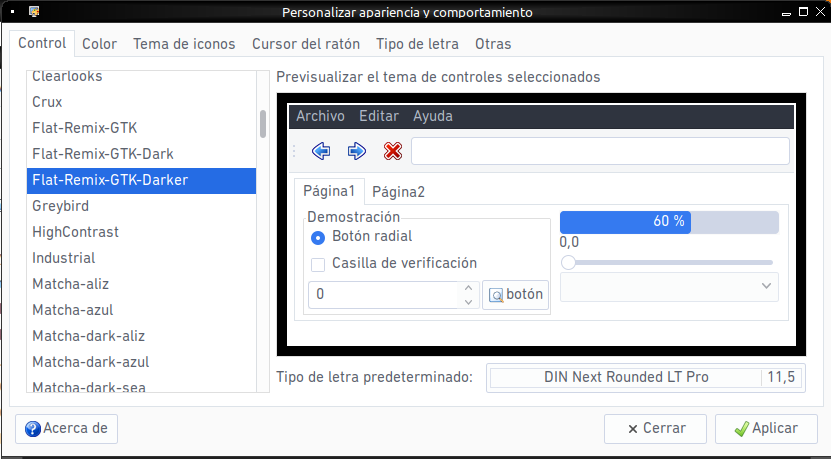 Personalizar apariencia y comportamiento
Control Color Tema de iconos Cursor del ratón Tipo de letra Otras
Clearlooks
Crux
Flat-Remix-GTK
Flat-Remix-GTK-Dark
Flat-Remix-GTK-Darker
Greybird
HighContrast
Industrial
Matcha-aliz
Matcha-azul
Matcha-dark-aliz
Matcha-dark-azul
Matcha-dark-sea
Previsualizar el tema de controles seleccionados
Archivo Editar Ayuda
Página1 Página2
Demostración
Botón radial
Casilla de verificación
0
botón
60 %
0,0
Tipo de letra predeterminado: DIN Next Rounded LT Pro 11,5
Acerca de Cerrar Aplicar